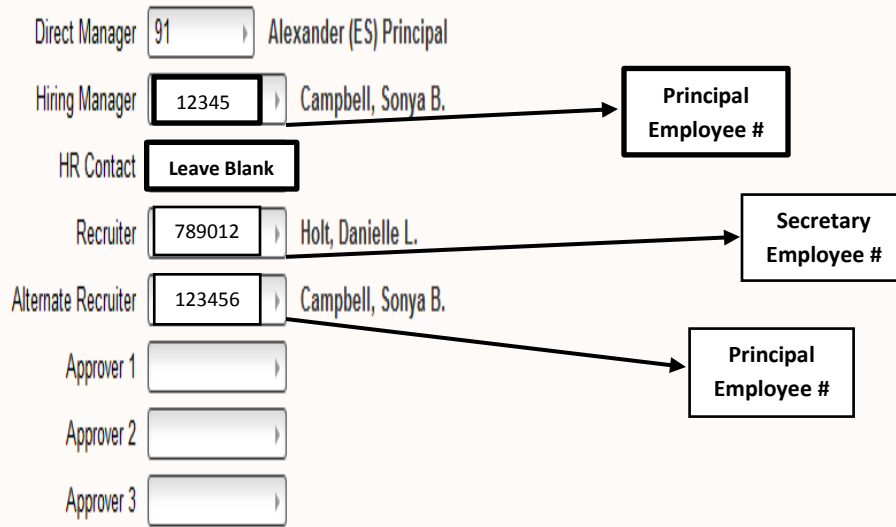 Direct Manager 91 Alexander (ES) Principal
Hiring Manager 12345 Campbell, Sonya B.
Principal
Employee #
HR Contact Leave Blank
Recruiter 789012 Holt, Danielle L.
Secretary
Employee #
Alternate Recruiter 123456 Campbell, Sonya B.
Principal
Employee #
Approver 1
Approver 2
Approver 3